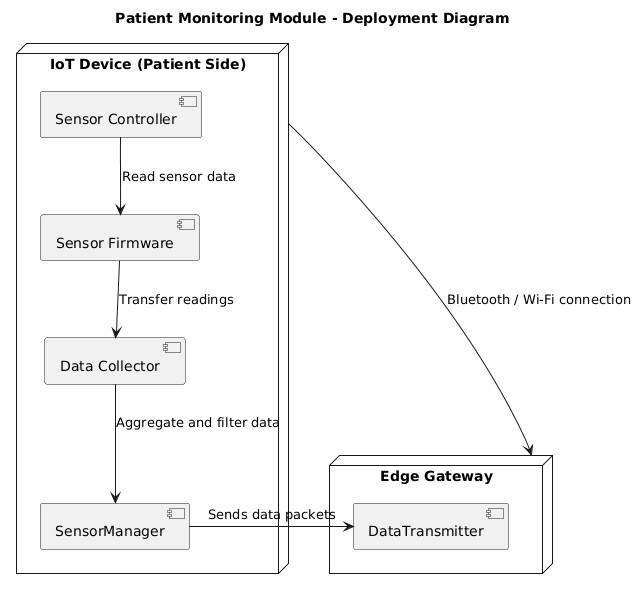 Patient Monitoring Module - Deployment Diagram
IoT Device (Patient Side)
Sensor Controller
Read sensor data
Sensor Firmware
Transfer readings
Bluetooth / Wi-Fi connection
Data Collector
Aggregate and filter data
Edge Gateway
SensorManager
Sends data packets
DataTransmitter